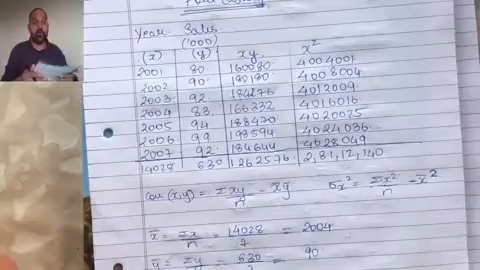 Year Sales
('000)
(x) (y) xy x²
2001 80 160080 4004001
2002 90 180180 4008004
2003 92 184276 4012009
2004 83 166332 4016016
2005 94 188470 4020025
2006 99 198594 4024036
2007 92 184644 4028049
14028 630 1262576 2,81,12,140
cov(x,y) = Σxy/n - x̄ȳ σx² = Σx²/n - x̄²
x̄ = Σx/n = 14028/7 = 2004
ȳ = Σy/n = 630/7 = 90